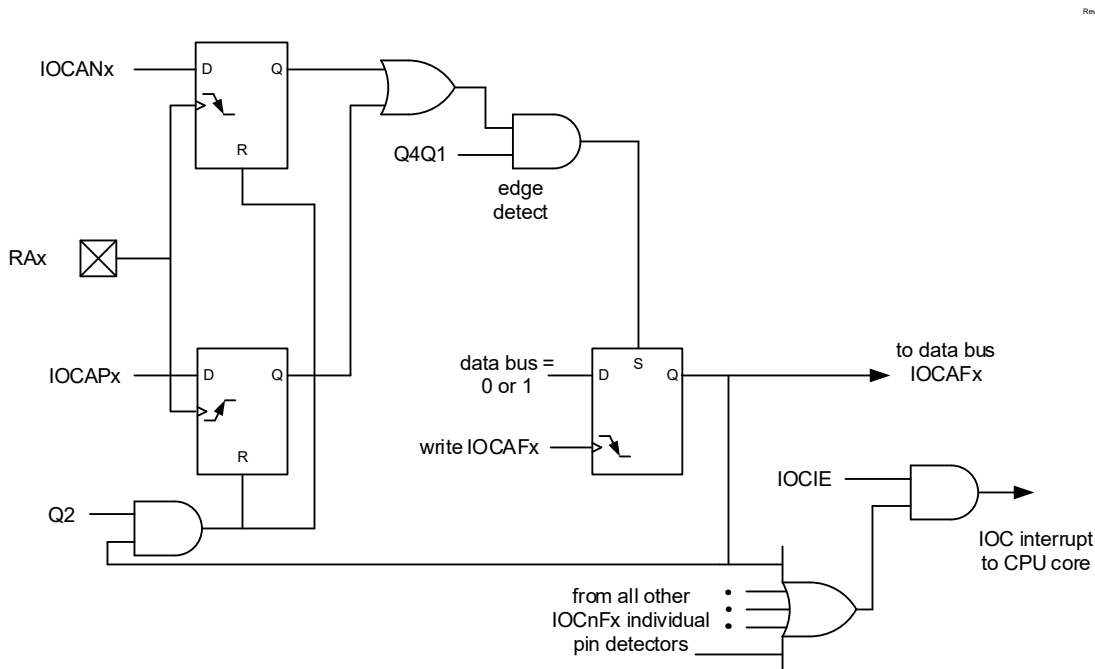 Rev
IOCANx
D
Q
R
Q4Q1
edge
detect
RAx
IOCAPx
D
Q
R
data bus =
0 or 1
D
S
Q
to data bus
IOCAFx
write IOCAFx
IOCIE
Q2
IOC interrupt
to CPU core
from all other
IOCnFx individual
pin detectors